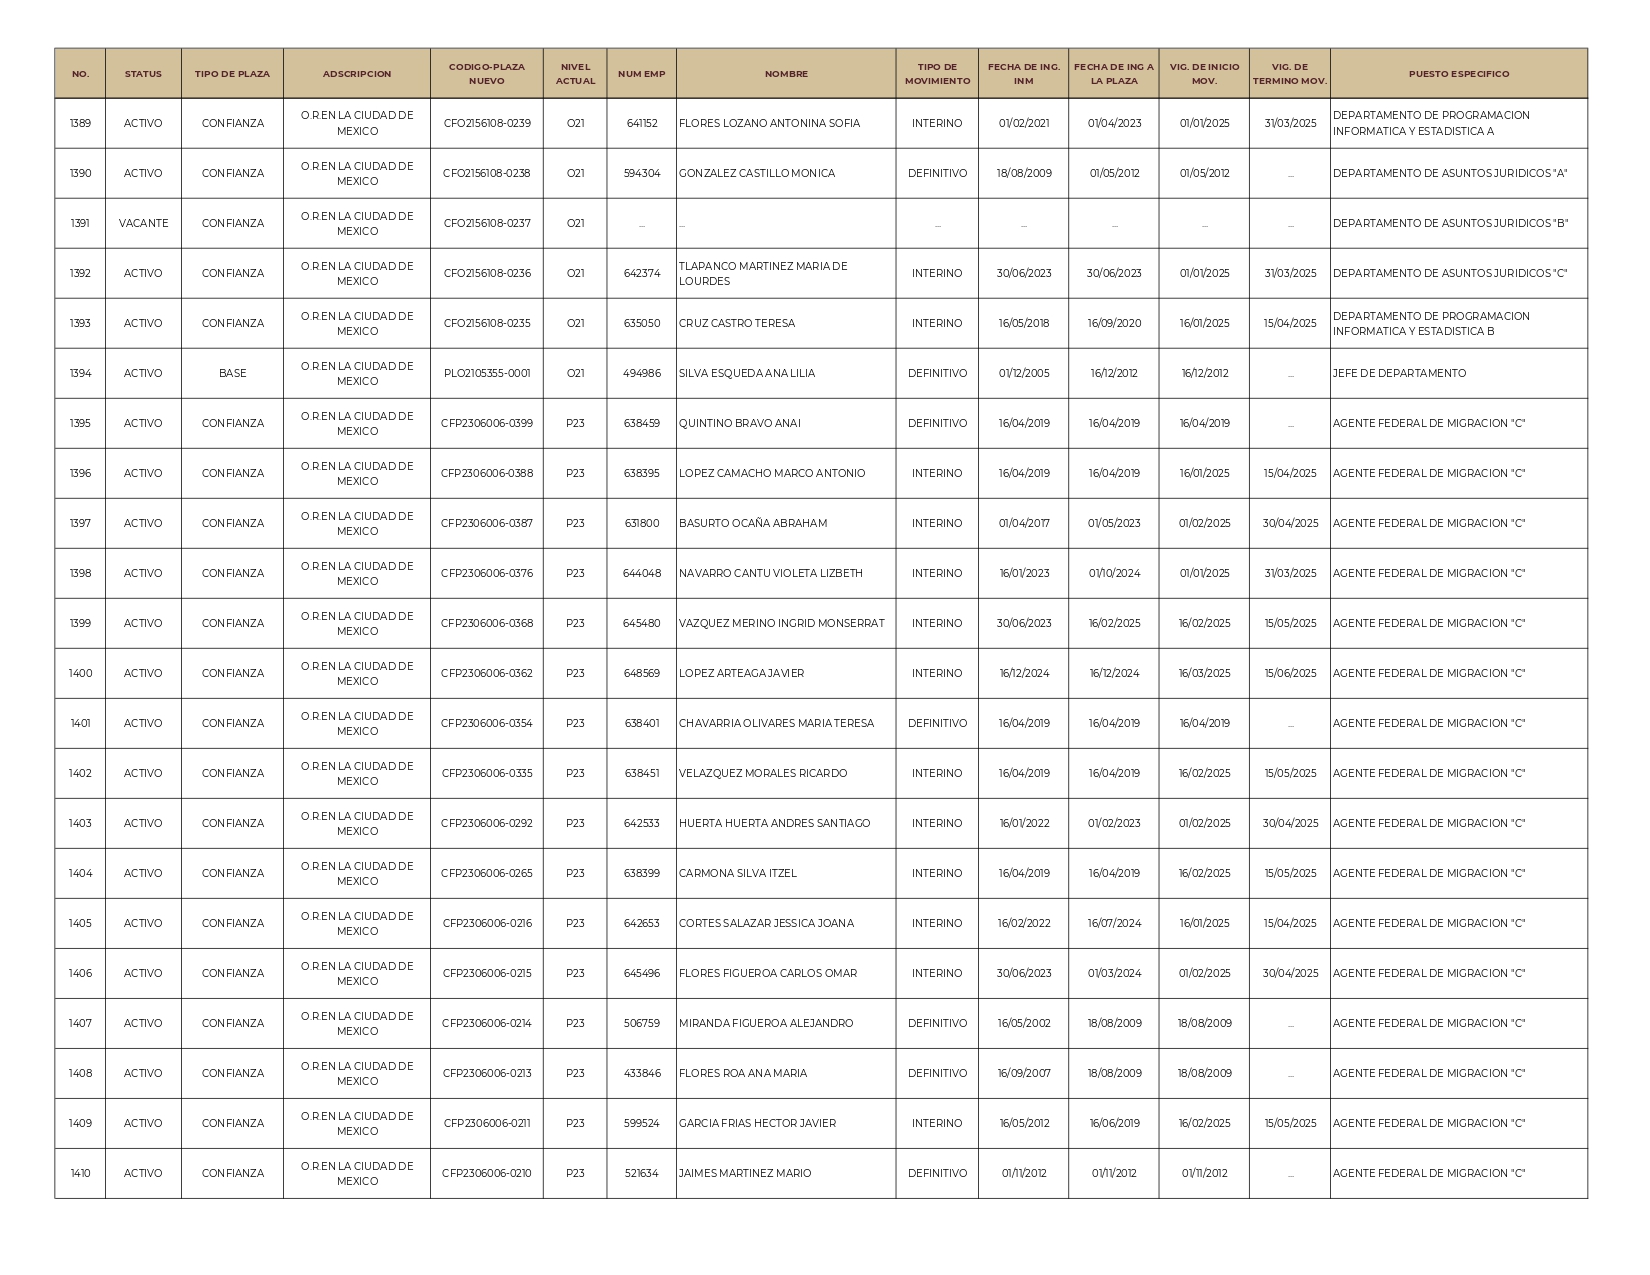 NO. STATUS TIPO DE PLAZA ADSCRIPCION CODIGO-PLAZA NUEVO NIVEL ACTUAL NUM EMP NOMBRE TIPO DE MOVIMIENTO FECHA DE ING. INM FECHA DE ING A LA PLAZA VIG. DE INICIO MOV. VIG. DE TERMINO MOV. PUESTO ESPECIFICO
1389 ACTIVO CONFIANZA O.R.EN LA CIUDAD DE MEXICO CFO2156108-0239 O21 641152 FLORES LOZANO ANTONINA SOFIA INTERINO 01/02/2021 01/04/2023 01/01/2025 31/03/2025 DEPARTAMENTO DE PROGRAMACION INFORMATICA Y ESTADISTICA A
1390 ACTIVO CONFIANZA O.R.EN LA CIUDAD DE MEXICO CFO2156108-0238 O21 594304 GONZALEZ CASTILLO MONICA DEFINITIVO 18/08/2009 01/05/2012 01/05/2012 ... DEPARTAMENTO DE ASUNTOS JURIDICOS "A"
1391 VACANTE CONFIANZA O.R.EN LA CIUDAD DE MEXICO CFO2156108-0237 O21 ... ... ... ... ... ... ... DEPARTAMENTO DE ASUNTOS JURIDICOS "B"
1392 ACTIVO CONFIANZA O.R.EN LA CIUDAD DE MEXICO CFO2156108-0236 O21 642374 TLAPANCO MARTINEZ MARIA DE LOURDES INTERINO 30/06/2023 30/06/2023 01/01/2025 31/03/2025 DEPARTAMENTO DE ASUNTOS JURIDICOS "C"
1393 ACTIVO CONFIANZA O.R.EN LA CIUDAD DE MEXICO CFO2156108-0235 O21 635050 CRUZ CASTRO TERESA INTERINO 16/05/2018 16/09/2020 16/01/2025 15/04/2025 DEPARTAMENTO DE PROGRAMACION INFORMATICA Y ESTADISTICA B
1394 ACTIVO BASE O.R.EN LA CIUDAD DE MEXICO PLO2105355-0001 O21 494986 SILVA ESQUEDA ANA LILIA DEFINITIVO 01/12/2005 16/12/2012 16/12/2012 ... JEFE DE DEPARTAMENTO
1395 ACTIVO CONFIANZA O.R.EN LA CIUDAD DE MEXICO CFP2306006-0399 P23 638459 QUINTINO BRAVO ANAI DEFINITIVO 16/04/2019 16/04/2019 16/04/2019 ... AGENTE FEDERAL DE MIGRACION "C"
1396 ACTIVO CONFIANZA O.R.EN LA CIUDAD DE MEXICO CFP2306006-0388 P23 638395 LOPEZ CAMACHO MARCO ANTONIO INTERINO 16/04/2019 16/04/2019 16/01/2025 15/04/2025 AGENTE FEDERAL DE MIGRACION "C"
1397 ACTIVO CONFIANZA O.R.EN LA CIUDAD DE MEXICO CFP2306006-0387 P23 631800 BASURTO OCAÑA ABRAHAM INTERINO 01/04/2017 01/05/2023 01/02/2025 30/04/2025 AGENTE FEDERAL DE MIGRACION "C"
1398 ACTIVO CONFIANZA O.R.EN LA CIUDAD DE MEXICO CFP2306006-0376 P23 644048 NAVARRO CANTU VIOLETA LIZBETH INTERINO 16/01/2023 01/10/2024 01/01/2025 31/03/2025 AGENTE FEDERAL DE MIGRACION "C"
1399 ACTIVO CONFIANZA O.R.EN LA CIUDAD DE MEXICO CFP2306006-0368 P23 645480 VAZQUEZ MERINO INGRID MONSERRAT INTERINO 30/06/2023 16/02/2025 16/02/2025 15/05/2025 AGENTE FEDERAL DE MIGRACION "C"
1400 ACTIVO CONFIANZA O.R.EN LA CIUDAD DE MEXICO CFP2306006-0362 P23 648569 LOPEZ ARTEAGA JAVIER INTERINO 16/12/2024 16/12/2024 16/03/2025 15/06/2025 AGENTE FEDERAL DE MIGRACION "C"
1401 ACTIVO CONFIANZA O.R.EN LA CIUDAD DE MEXICO CFP2306006-0354 P23 638401 CHAVARRIA OLIVARES MARIA TERESA DEFINITIVO 16/04/2019 16/04/2019 16/04/2019 ... AGENTE FEDERAL DE MIGRACION "C"
1402 ACTIVO CONFIANZA O.R.EN LA CIUDAD DE MEXICO CFP2306006-0335 P23 638451 VELAZQUEZ MORALES RICARDO INTERINO 16/04/2019 16/04/2019 16/02/2025 15/05/2025 AGENTE FEDERAL DE MIGRACION "C"
1403 ACTIVO CONFIANZA O.R.EN LA CIUDAD DE MEXICO CFP2306006-0292 P23 642533 HUERTA HUERTA ANDRES SANTIAGO INTERINO 16/01/2022 01/02/2023 01/02/2025 30/04/2025 AGENTE FEDERAL DE MIGRACION "C"
1404 ACTIVO CONFIANZA O.R.EN LA CIUDAD DE MEXICO CFP2306006-0265 P23 638399 CARMONA SILVA ITZEL INTERINO 16/04/2019 16/04/2019 16/02/2025 15/05/2025 AGENTE FEDERAL DE MIGRACION "C"
1405 ACTIVO CONFIANZA O.R.EN LA CIUDAD DE MEXICO CFP2306006-0216 P23 642653 CORTES SALAZAR JESSICA JOANA INTERINO 16/02/2022 16/07/2024 16/01/2025 15/04/2025 AGENTE FEDERAL DE MIGRACION "C"
1406 ACTIVO CONFIANZA O.R.EN LA CIUDAD DE MEXICO CFP2306006-0215 P23 645496 FLORES FIGUEROA CARLOS OMAR INTERINO 30/06/2023 01/03/2024 01/02/2025 30/04/2025 AGENTE FEDERAL DE MIGRACION "C"
1407 ACTIVO CONFIANZA O.R.EN LA CIUDAD DE MEXICO CFP2306006-0214 P23 506759 MIRANDA FIGUEROA ALEJANDRO DEFINITIVO 16/05/2002 18/08/2009 18/08/2009 ... AGENTE FEDERAL DE MIGRACION "C"
1408 ACTIVO CONFIANZA O.R.EN LA CIUDAD DE MEXICO CFP2306006-0213 P23 433846 FLORES ROA ANA MARIA DEFINITIVO 16/09/2007 18/08/2009 18/08/2009 ... AGENTE FEDERAL DE MIGRACION "C"
1409 ACTIVO CONFIANZA O.R.EN LA CIUDAD DE MEXICO CFP2306006-0211 P23 599524 GARCIA FRIAS HECTOR JAVIER INTERINO 16/05/2012 16/06/2019 16/02/2025 15/05/2025 AGENTE FEDERAL DE MIGRACION "C"
1410 ACTIVO CONFIANZA O.R.EN LA CIUDAD DE MEXICO CFP2306006-0210 P23 521634 JAIMES MARTINEZ MARIO DEFINITIVO 01/11/2012 01/11/2012 01/11/2012 ... AGENTE FEDERAL DE MIGRACION "C"